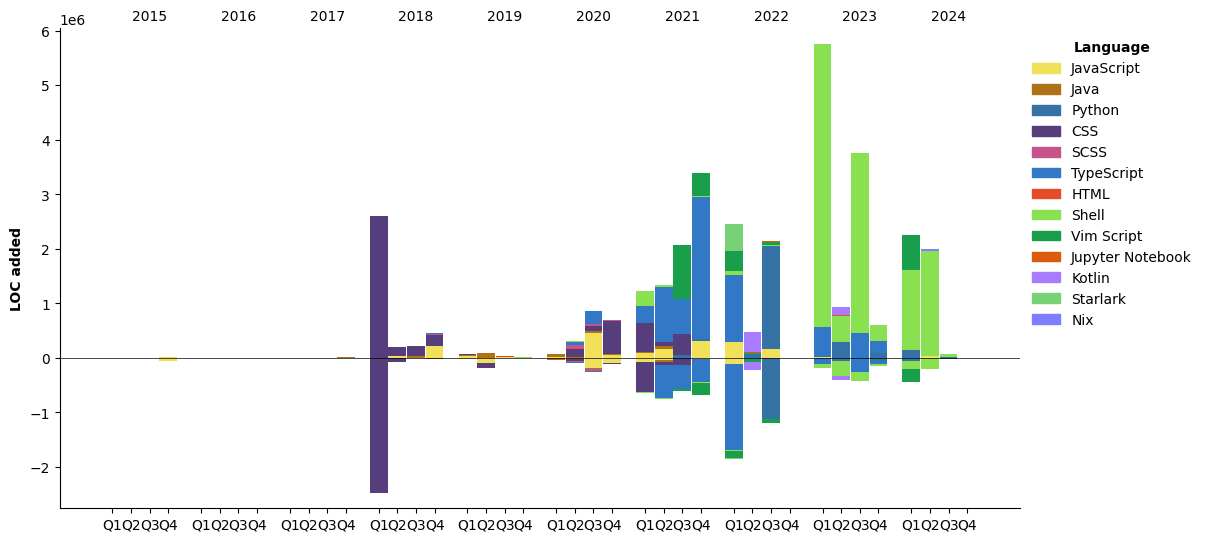 1e6 2015 2016 2017 2018 2019 2020 2021 2022 2023 2024
6
5
4
3
2
1
0
−1
−2
LOC added
Q1Q2Q3Q4 Q1Q2Q3Q4 Q1Q2Q3Q4 Q1Q2Q3Q4 Q1Q2Q3Q4 Q1Q2Q3Q4 Q1Q2Q3Q4 Q1Q2Q3Q4 Q1Q2Q3Q4 Q1Q2Q3Q4
Language
JavaScript
Java
Python
CSS
SCSS
TypeScript
HTML
Shell
Vim Script
Jupyter Notebook
Kotlin
Starlark
Nix